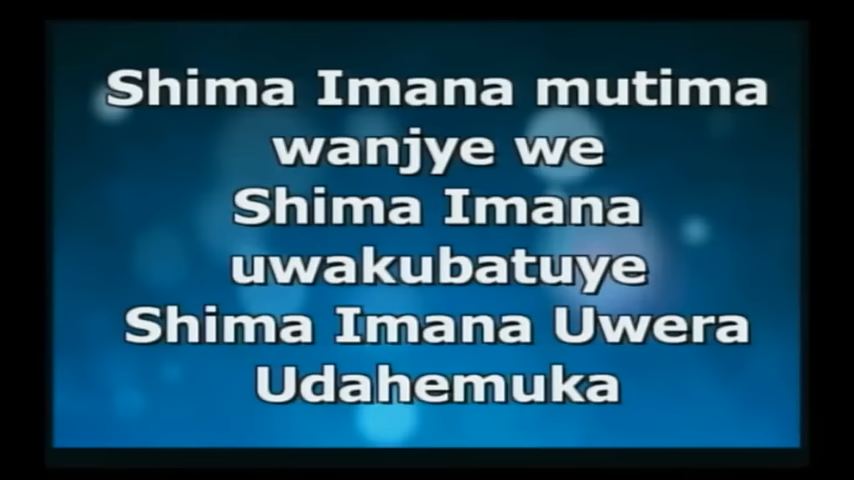 Shima Imana mutima
wanjye we
Shima Imana
uwakubatuye
Shima Imana Uwera
Udahemuka